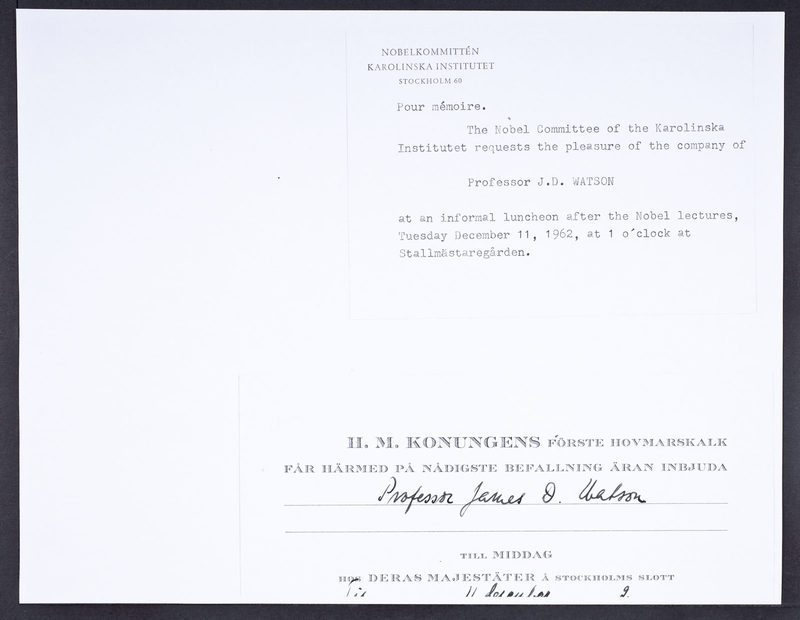 NOBELKOMMITTÉN
KAROLINSKA INSTITUTET
STOCKHOLM 60
Pour mémoire.
The Nobel Committee of the Karolinska
Institutet requests the pleasure of the company of
Professor J.D. WATSON
at an informal luncheon after the Nobel lectures,
Tuesday December 11, 1962, at 1 o'clock at
Stallmästaregården.
H. M. KONUNGENS FÖRSTE HOVMARSKALK
FÅR HÄRMED PÅ NÅDIGSTE BEFALLNING ÄRAN INBJUDA
Professor James D. Watson
TILL MIDDAG
HOS DERAS MAJESTÄTER Å STOCKHOLMS SLOTT
11 december